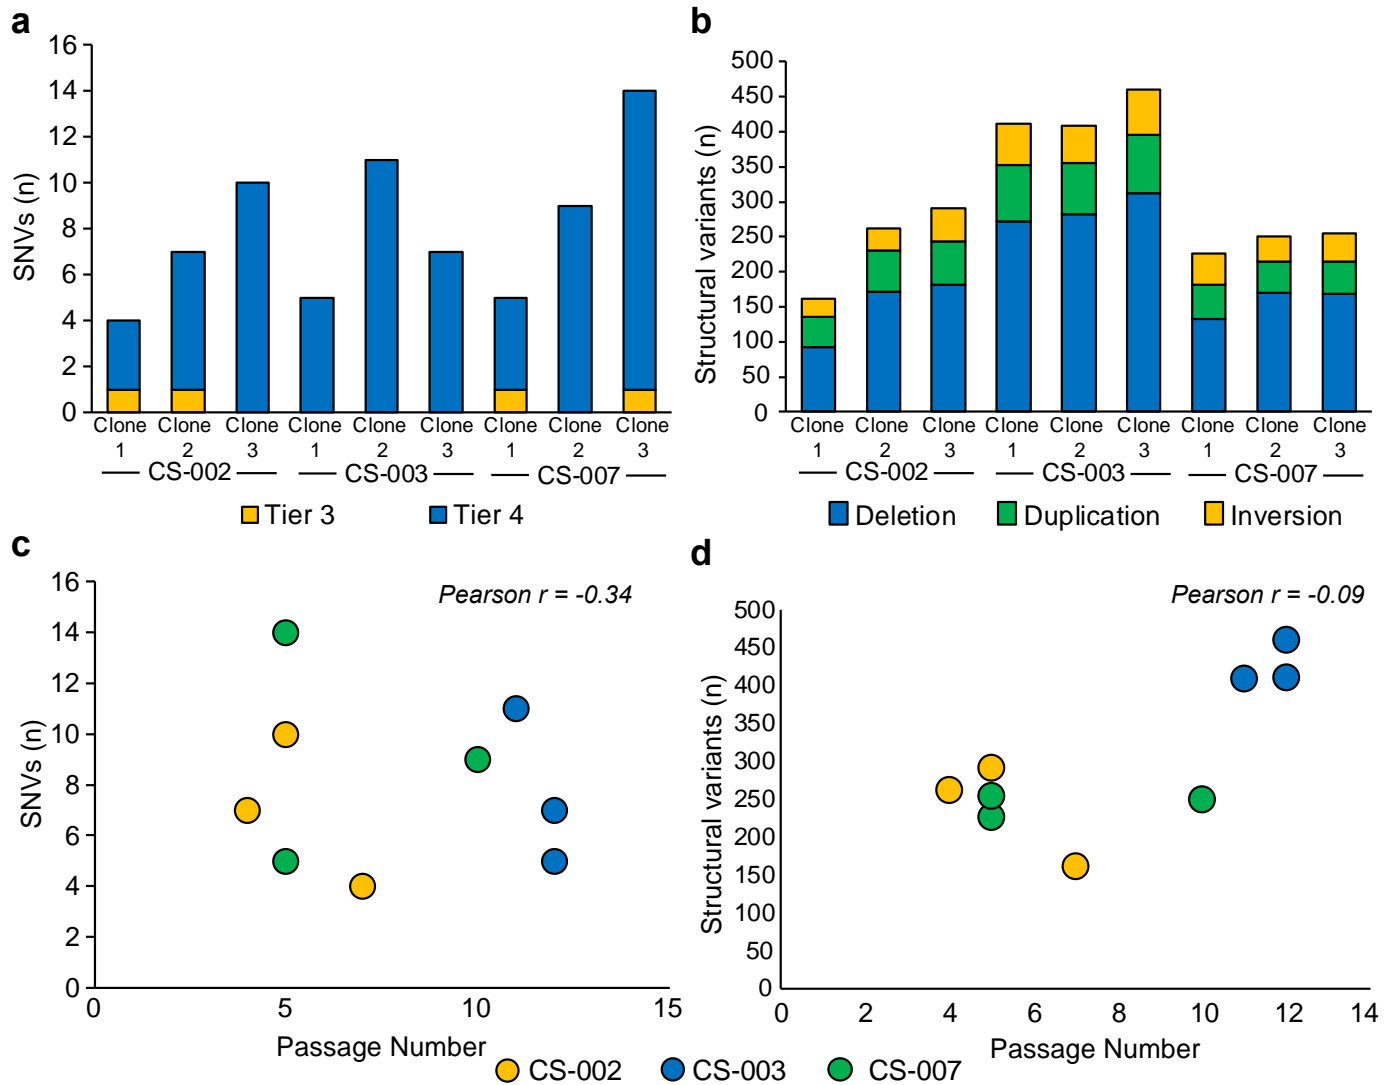 a
16
14
12
10
8
6
4
2
0
SNVs (n)
Clone 1 Clone 2 Clone 3 Clone 1 Clone 2 Clone 3 Clone 1 Clone 2 Clone 3
CS-002 CS-003 CS-007
Tier 3 Tier 4
b
500
450
400
350
300
250
200
150
100
50
0
Structural variants (n)
Clone 1 Clone 2 Clone 3 Clone 1 Clone 2 Clone 3 Clone 1 Clone 2 Clone 3
CS-002 CS-003 CS-007
Deletion Duplication Inversion
c
Pearson r = -0.34
16
14
12
10
8
6
4
2
0
SNVs (n)
0 5 10 15
Passage Number
d
Pearson r = -0.09
500
450
400
350
300
250
200
150
100
50
0
Structural variants (n)
0 2 4 6 8 10 12 14
Passage Number
CS-002 CS-003 CS-007